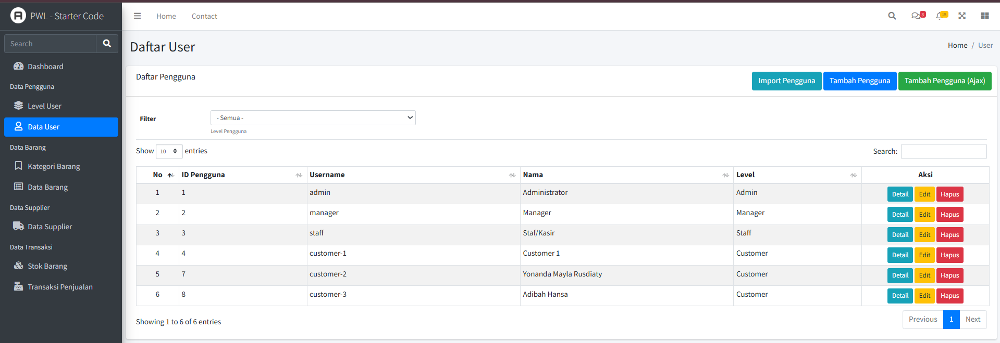 PWL - Starter Code
Home Contact
3 15
Search
Dashboard
Data Pengguna
Level User
Data User
Data Barang
Kategori Barang
Data Barang
Data Supplier
Data Supplier
Data Transaksi
Stok Barang
Transaksi Penjualan
Daftar User
Home / User
Daftar Pengguna
Import Pengguna Tambah Pengguna Tambah Pengguna (Ajax)
Filter - Semua -
Level Pengguna
Show 10 entries Search:
No ID Pengguna Username Nama Level Aksi
1 1 admin Administrator Admin Detail Edit Hapus
2 2 manager Manager Manager Detail Edit Hapus
3 3 staff Staf/Kasir Staff Detail Edit Hapus
4 4 customer-1 Customer 1 Customer Detail Edit Hapus
5 7 customer-2 Yonanda Mayla Rusdiaty Customer Detail Edit Hapus
6 8 customer-3 Adibah Hansa Customer Detail Edit Hapus
Showing 1 to 6 of 6 entries
Previous 1 Next